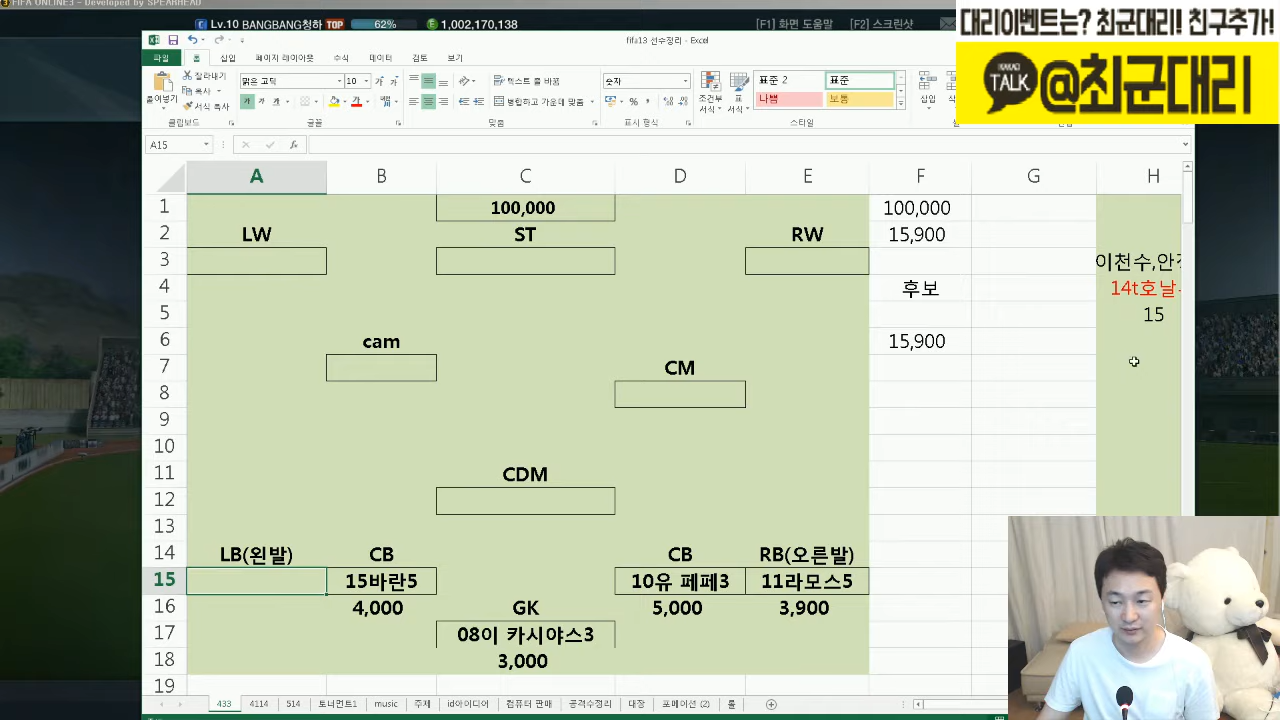 FIFA ONLINE3 - Developed by SPEARHEAD
Lv.10 BANGBANG청하 TOP 62% E 1,002,170,138 [F1] 화면 도움말 [F2] 스크린샷
대리이벤트는? 최군대리! 친구추가!
TALK @최군대리
fifa13 선수정리 - Excel
파일 홈 삽입 페이지 레이아웃 수식 데이터 검토 보기
붙여넣기 잘라내기 복사 서식 복사
맑은 고딕 10 가 가 가
텍스트 줄 바꿈
병합하고 가운데 맞춤
숫자
조건부 서식 표 서식
표준 2 표준
나쁨 보통
삽입
클립보드 글꼴 맞춤 표시 형식 스타일
A15 fx
A B C D E F G H
1 100,000 100,000
2 LW ST RW 15,900
3 이천수,안
4 후보 14t호날
5 15
6 cam 15,900
7 CM
8
9
10
11 CDM
12
13
14 LB(왼발) CB CB RB(오른발)
15 15바란5 10유 페페3 11라모스5
16 4,000 GK 5,000 3,900
17 08이 카시야스3
18 3,000
19
433 4114 토너먼트1 music 주제 id아이디어 컴퓨터 판매 공격수정리 대장 포메이션 (2) 홀